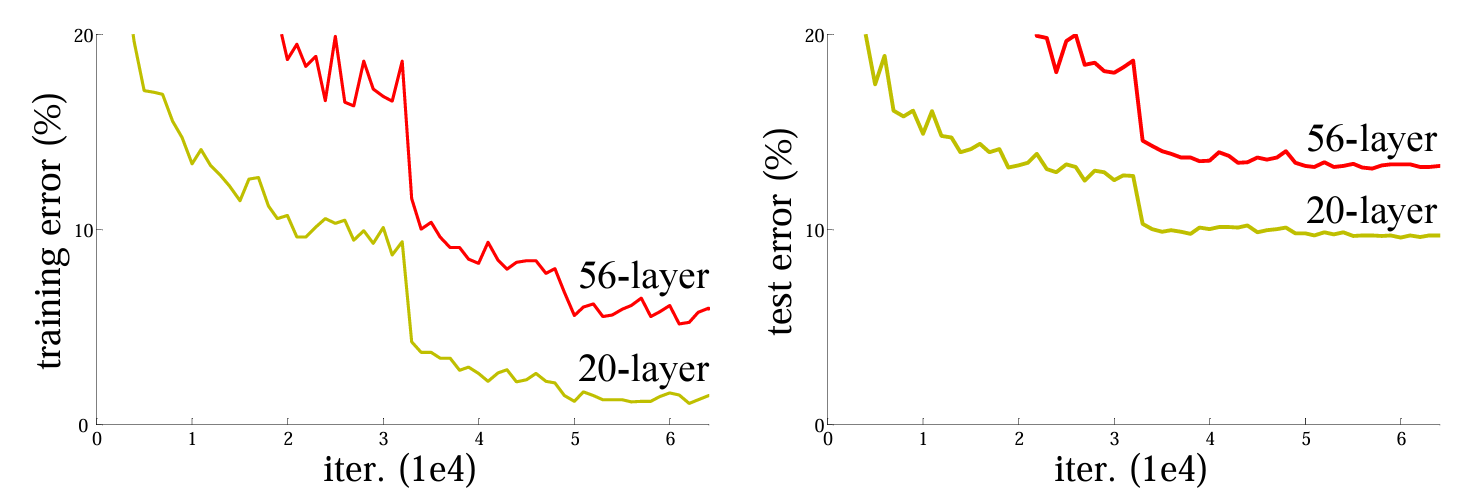 training error (%)
20
10
0
56-layer
20-layer
0 1 2 3 4 5 6
iter. (1e4)
test error (%)
20
10
0
56-layer
20-layer
0 1 2 3 4 5 6
iter. (1e4)